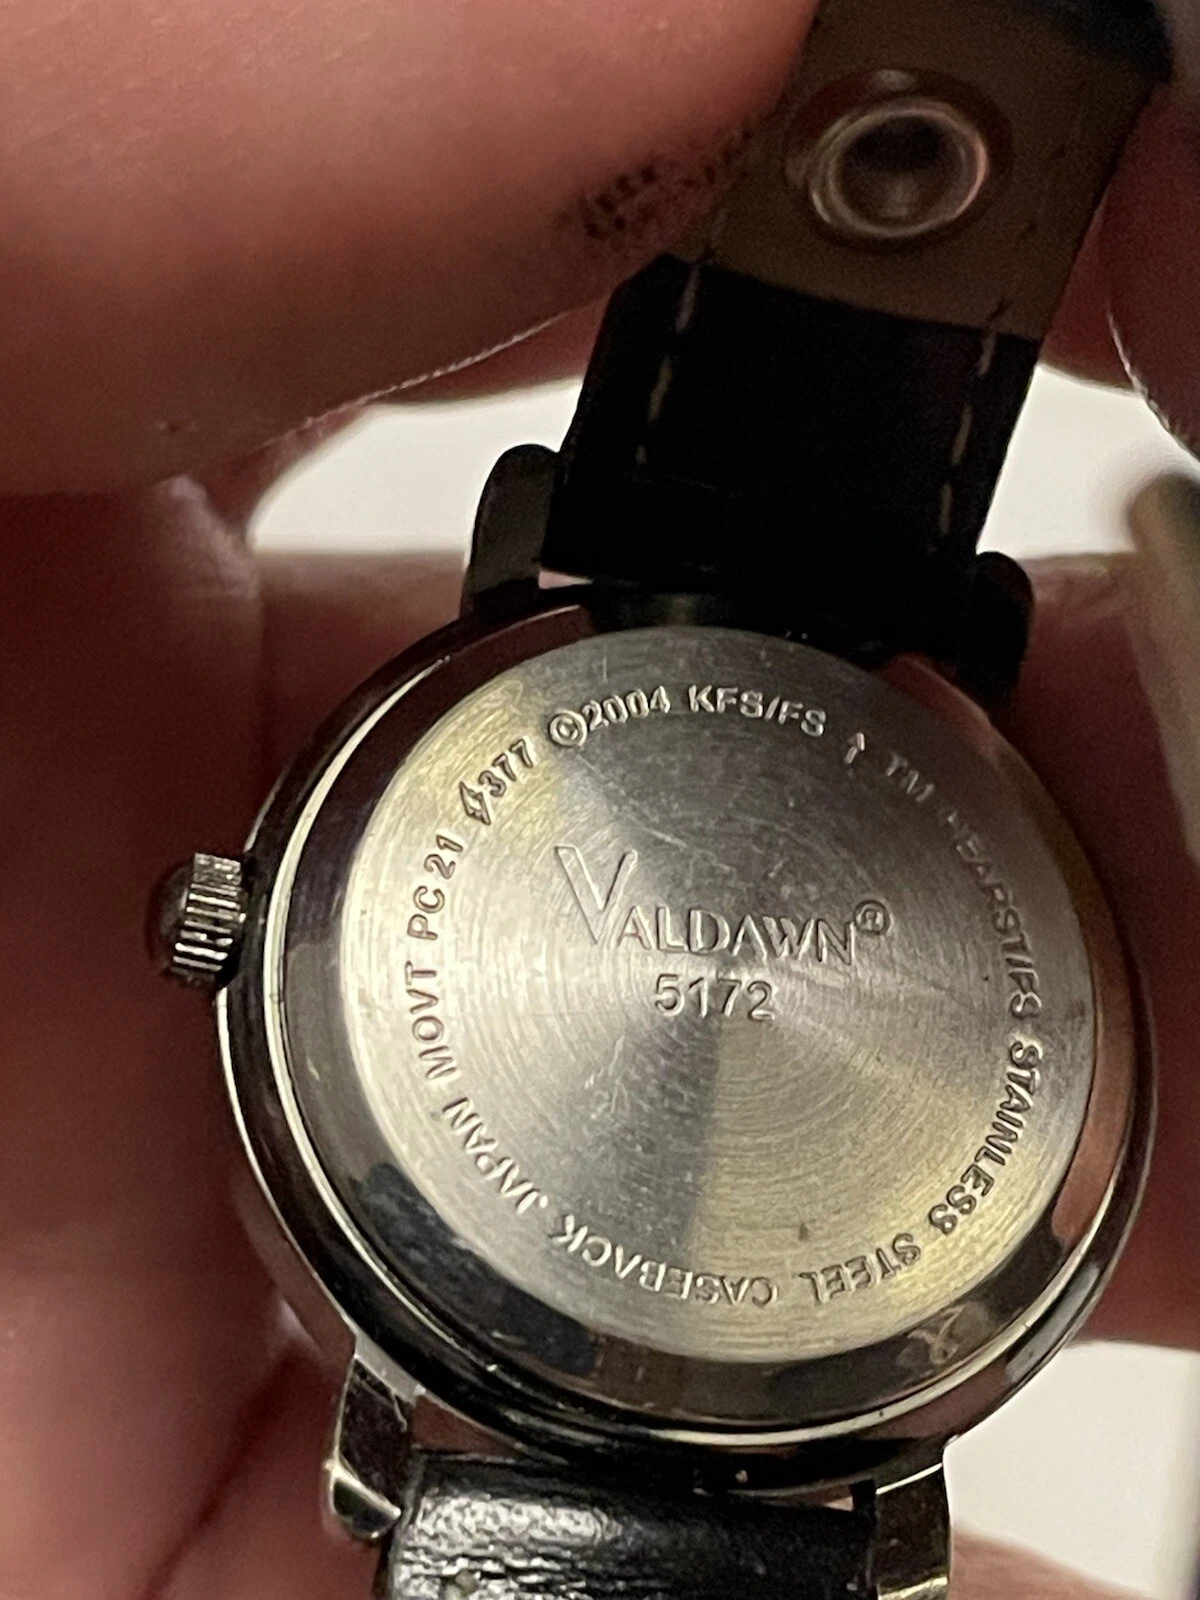 VALDAWN®
5172
©2004 KFS/FS ↑ TM HEARSTIFS STAINLESS STEEL CASEBACK JAPAN MOVT PC21 ⚡377